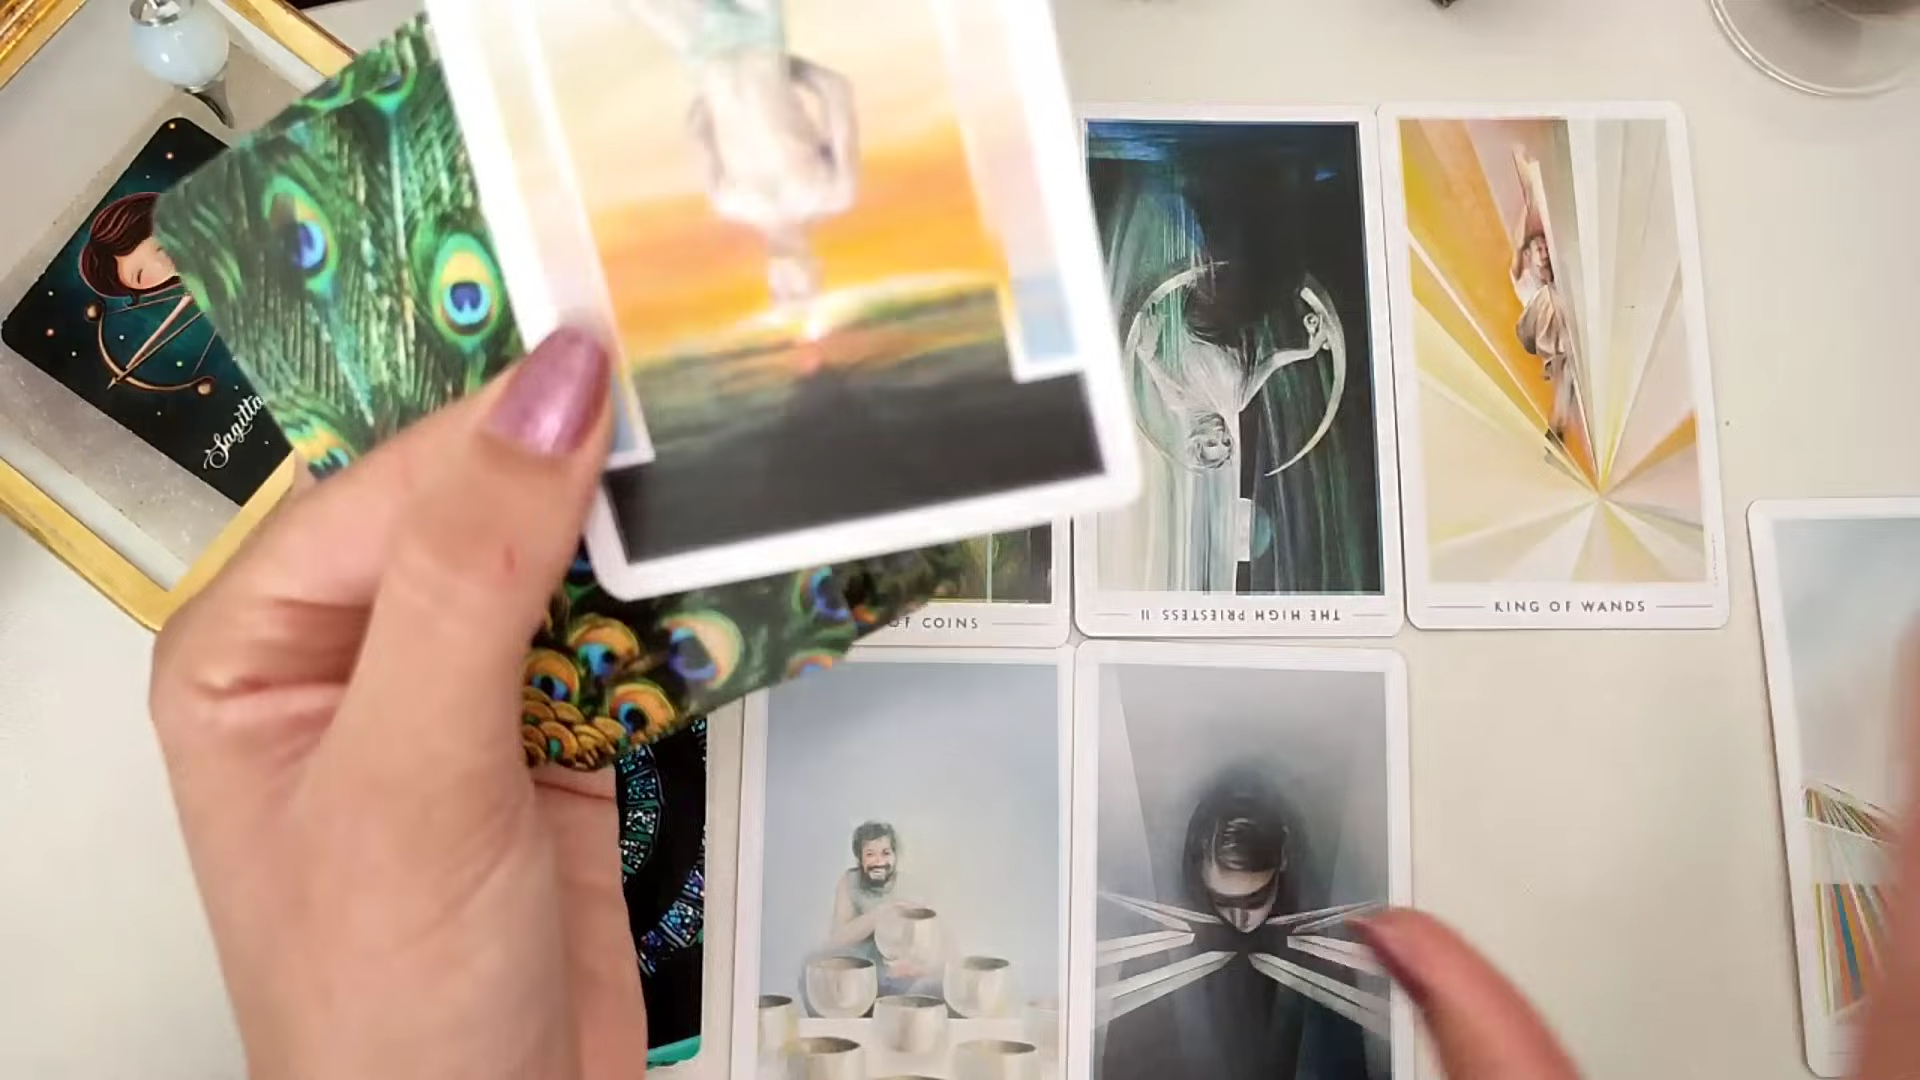 Sagitta
OF COINS
THE HIGH PRIESTESS II
KING OF WANDS